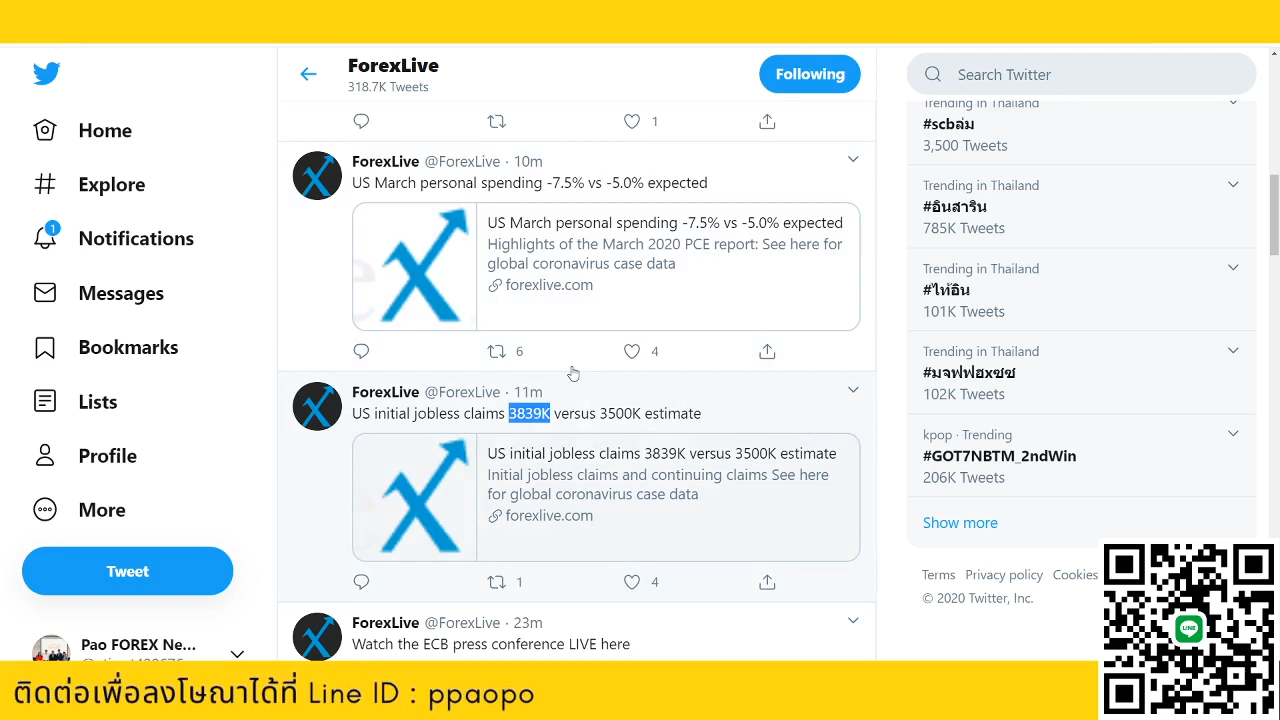 Home
Explore
1
Notifications
Messages
Bookmarks
Lists
Profile
More
Tweet
Pao FOREX Ne...
ForexLive
318.7K Tweets
Following
1
ForexLive @ForexLive · 10m
US March personal spending -7.5% vs -5.0% expected
US March personal spending -7.5% vs -5.0% expected
Highlights of the March 2020 PCE report: See here for
global coronavirus case data
forexlive.com
6 4
ForexLive @ForexLive · 11m
US initial jobless claims 3839K versus 3500K estimate
US initial jobless claims 3839K versus 3500K estimate
Initial jobless claims and continuing claims See here
for global coronavirus case data
forexlive.com
1 4
ForexLive @ForexLive · 23m
Watch the ECB press conference LIVE here
Search Twitter
Trending in Thailand
#scbล่ม
3,500 Tweets
Trending in Thailand
#อินสาริน
785K Tweets
Trending in Thailand
#ไท้อิน
101K Tweets
Trending in Thailand
#มจฟฟฮxซซ
102K Tweets
kpop · Trending
#GOT7NBTM_2ndWin
206K Tweets
Show more
Terms Privacy policy Cookies
© 2020 Twitter, Inc.
LINE
ติดต่อเพื่อลงโษณาได้ที่ Line ID : ppaopo